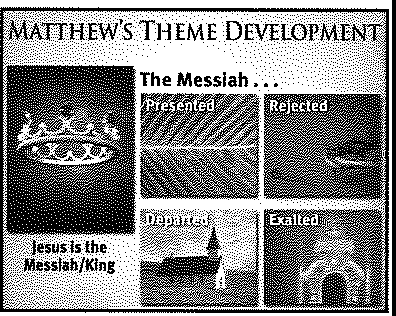 MATTHEW'S THEME DEVELOPMENT
The Messiah . . .
Presented
Rejected
Departed
Exalted
Jesus is the
Messiah/King